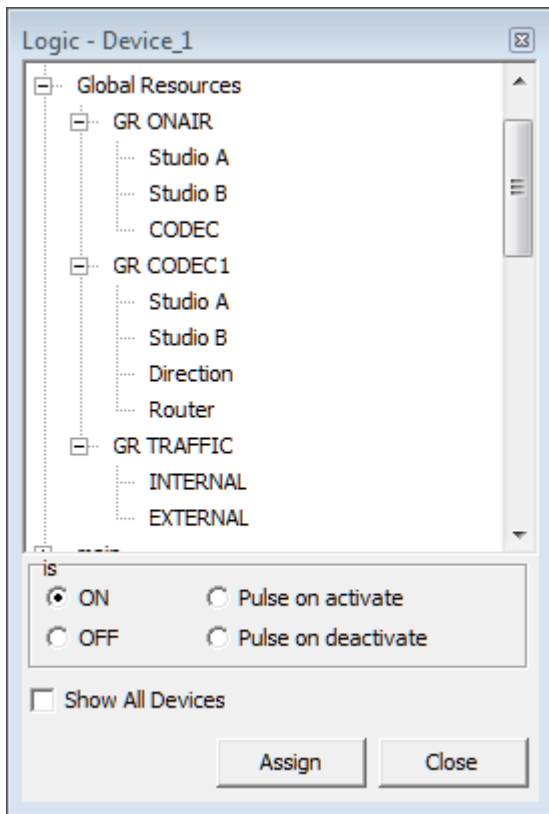 Logic - Device_1
Global Resources
GR ONAIR
Studio A
Studio B
CODEC
GR CODEC1
Studio A
Studio B
Direction
Router
GR TRAFFIC
INTERNAL
EXTERNAL
main
is
ON Pulse on activate
OFF Pulse on deactivate
Show All Devices
Assign Close